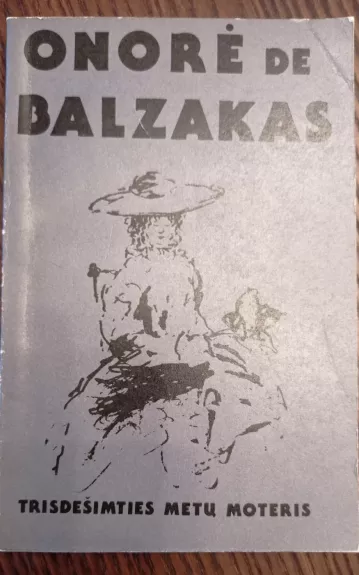 ONORĖ DE
BALZAKAS
TRISDEŠIMTIES METŲ MOTERIS